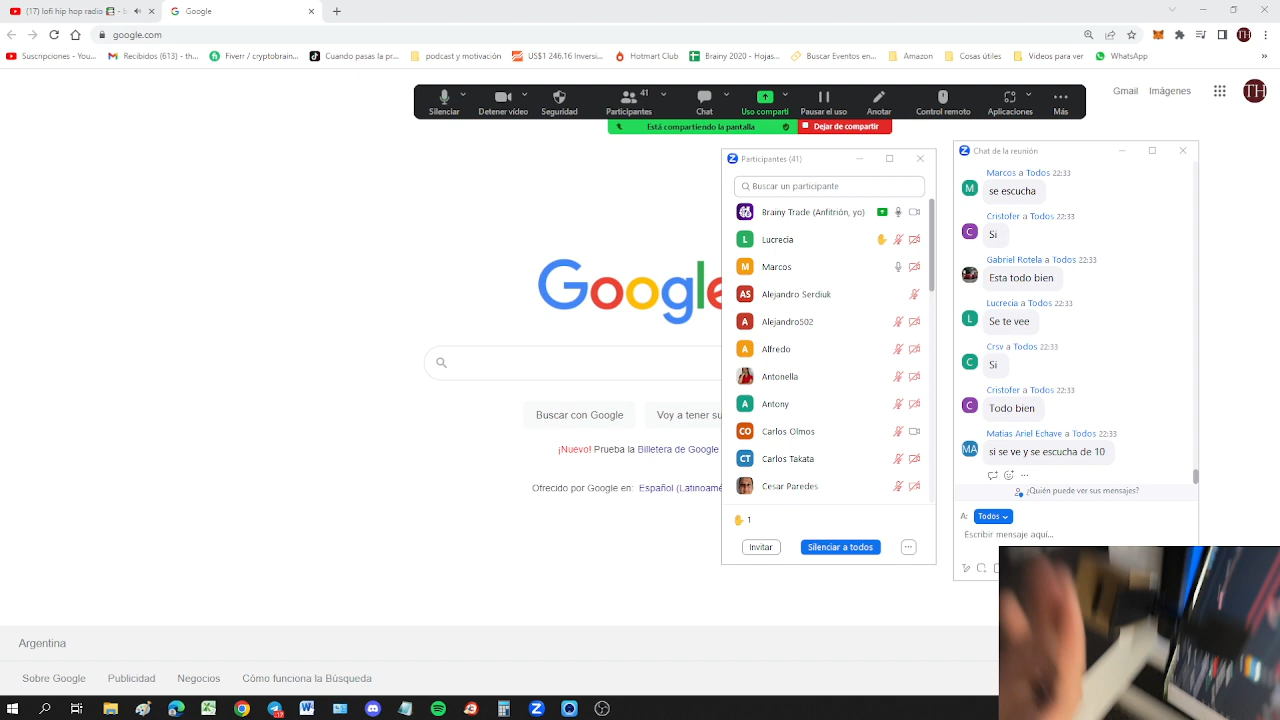 (17) lofi hip hop radio
Google
google.com
Suscripciones - You...
Recibidos (613) - th...
Fiverr / cryptobrain...
Cuando pasas la pr...
podcast y motivación
US$1 246.16 Inversi...
Hotmart Club
Brainy 2020 - Hojas...
Buscar Eventos en...
Amazon
Cosas útiles
Videos para ver
WhatsApp
»
Gmail
Imágenes
TH
Silenciar
Detener vídeo
Seguridad
41
Participantes
Chat
Uso comparti
Pausar el uso
Anotar
Control remoto
Aplicaciones
Más
Está compartiendo la pantalla
Dejar de compartir
Google
Buscar con Google
Voy a tener su
¡Nuevo! Prueba la Billetera de Google
Ofrecido por Google en: Español (Latinoamé
Participantes (41)
Buscar un participante
Brainy Trade (Anfitrión, yo)
L Lucrecia
M Marcos
AS Alejandro Serdiuk
A Alejandro502
A Alfredo
Antonella
A Antony
CO Carlos Olmos
CT Carlos Takata
Cesar Paredes
1
Invitar
Silenciar a todos
Chat de la reunión
Marcos a Todos 22:33
M se escucha
Cristofer a Todos 22:33
C Si
Gabriel Rotela a Todos 22:33
Esta todo bien
Lucrecia a Todos 22:33
L Se te vee
Crsv a Todos 22:33
C Si
Cristofer a Todos 22:33
C Todo bien
Matías Ariel Echave a Todos 22:33
MA si se ve y se escucha de 10
¿Quién puede ver sus mensajes?
A: Todos
Escribir mensaje aquí...
Argentina
Sobre Google
Publicidad
Negocios
Cómo funciona la Búsqueda